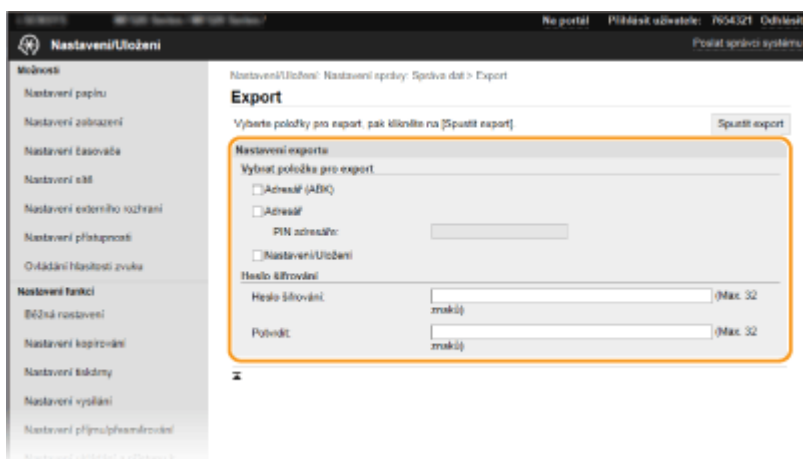 Na portál Přihlásit uživatele: 7654321 Odhlásit
Nastavení/Uložení
Poslat správci systému
Možnosti
Nastavení papíru
Nastavení zobrazení
Nastavení časovače
Nastavení sítě
Nastavení externího rozhraní
Nastavení přístupnosti
Ovládání hlasitosti zvuku
Nastavení funkcí
Běžná nastavení
Nastavení kopírování
Nastavení tiskárny
Nastavení vysílání
Nastavení příjmu/přesměrování
Nastavení/Uložení: Nastavení správy: Správa dat > Export
Export
Vyberte položky pro export, pak klikněte na [Spustit export].
Spustit export
Nastavení exportu
Vybrat položku pro export
Adresář (ABK)
Adresář
PIN adresářn:
Nastavení/Uložení
Heslo šifrování
Heslo šifrování: (Max. 32
znaků)
Potvrdit: (Max. 32
znaků)